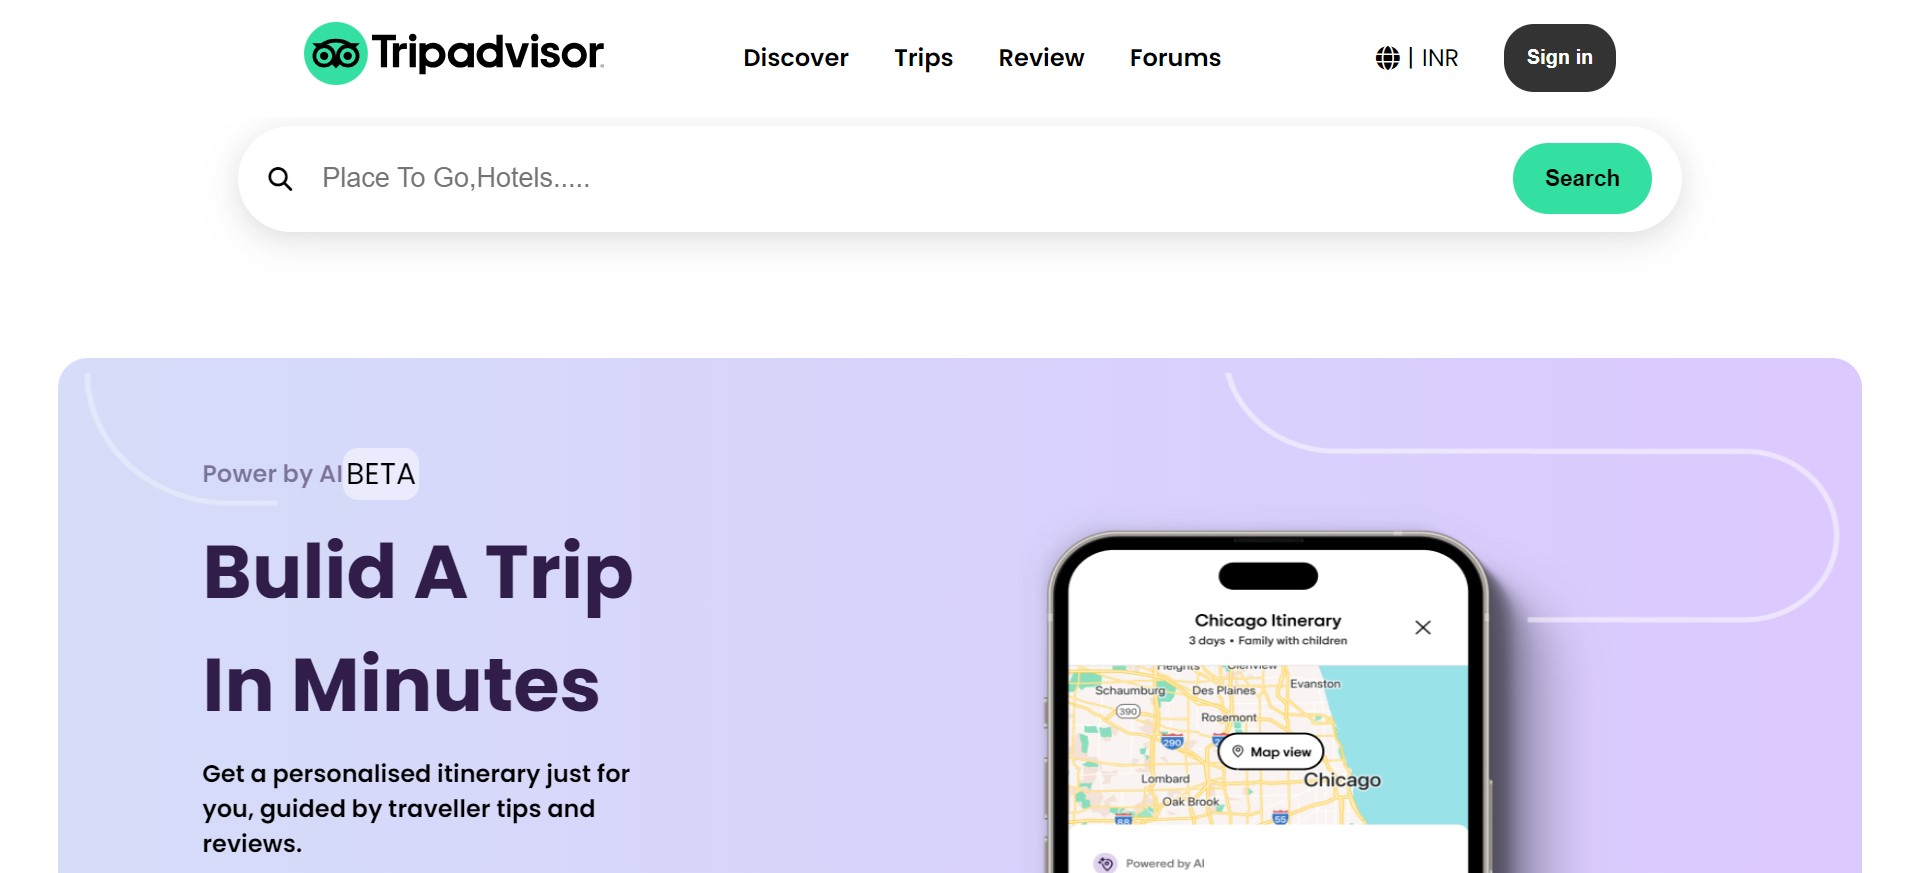 Tripadvisor
Discover Trips Review Forums
| INR
Sign in
Place To Go,Hotels.....
Search
Power by AI BETA
Bulid A Trip
In Minutes
Get a personalised itinerary just for
you, guided by traveller tips and
reviews.
Chicago Itinerary
3 days • Family with children
Heights Glenview
Schaumburg Des Plaines Evanston
390
Rosemont
290
Map view
Lombard
Chicago
Oak Brook
88
55
Powered by AI